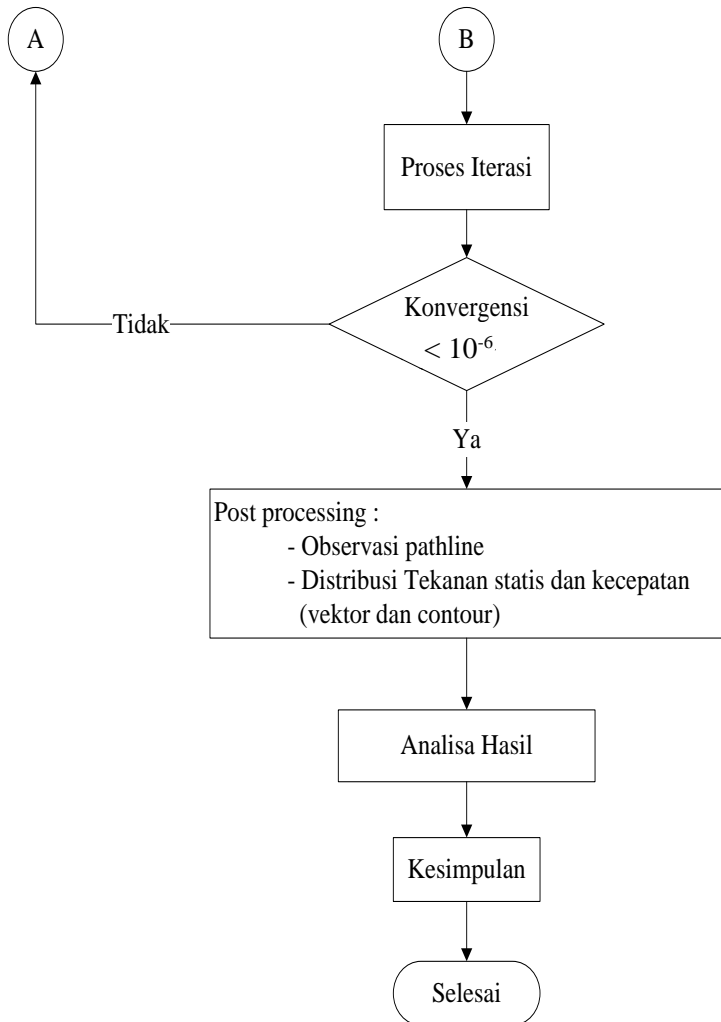 A
B
Proses Iterasi
Konvergensi
< 10⁻⁶
Tidak
Ya
Post processing :
- Observasi pathline
- Distribusi Tekanan statis dan kecepatan
(vektor dan contour)
Analisa Hasil
Kesimpulan
Selesai